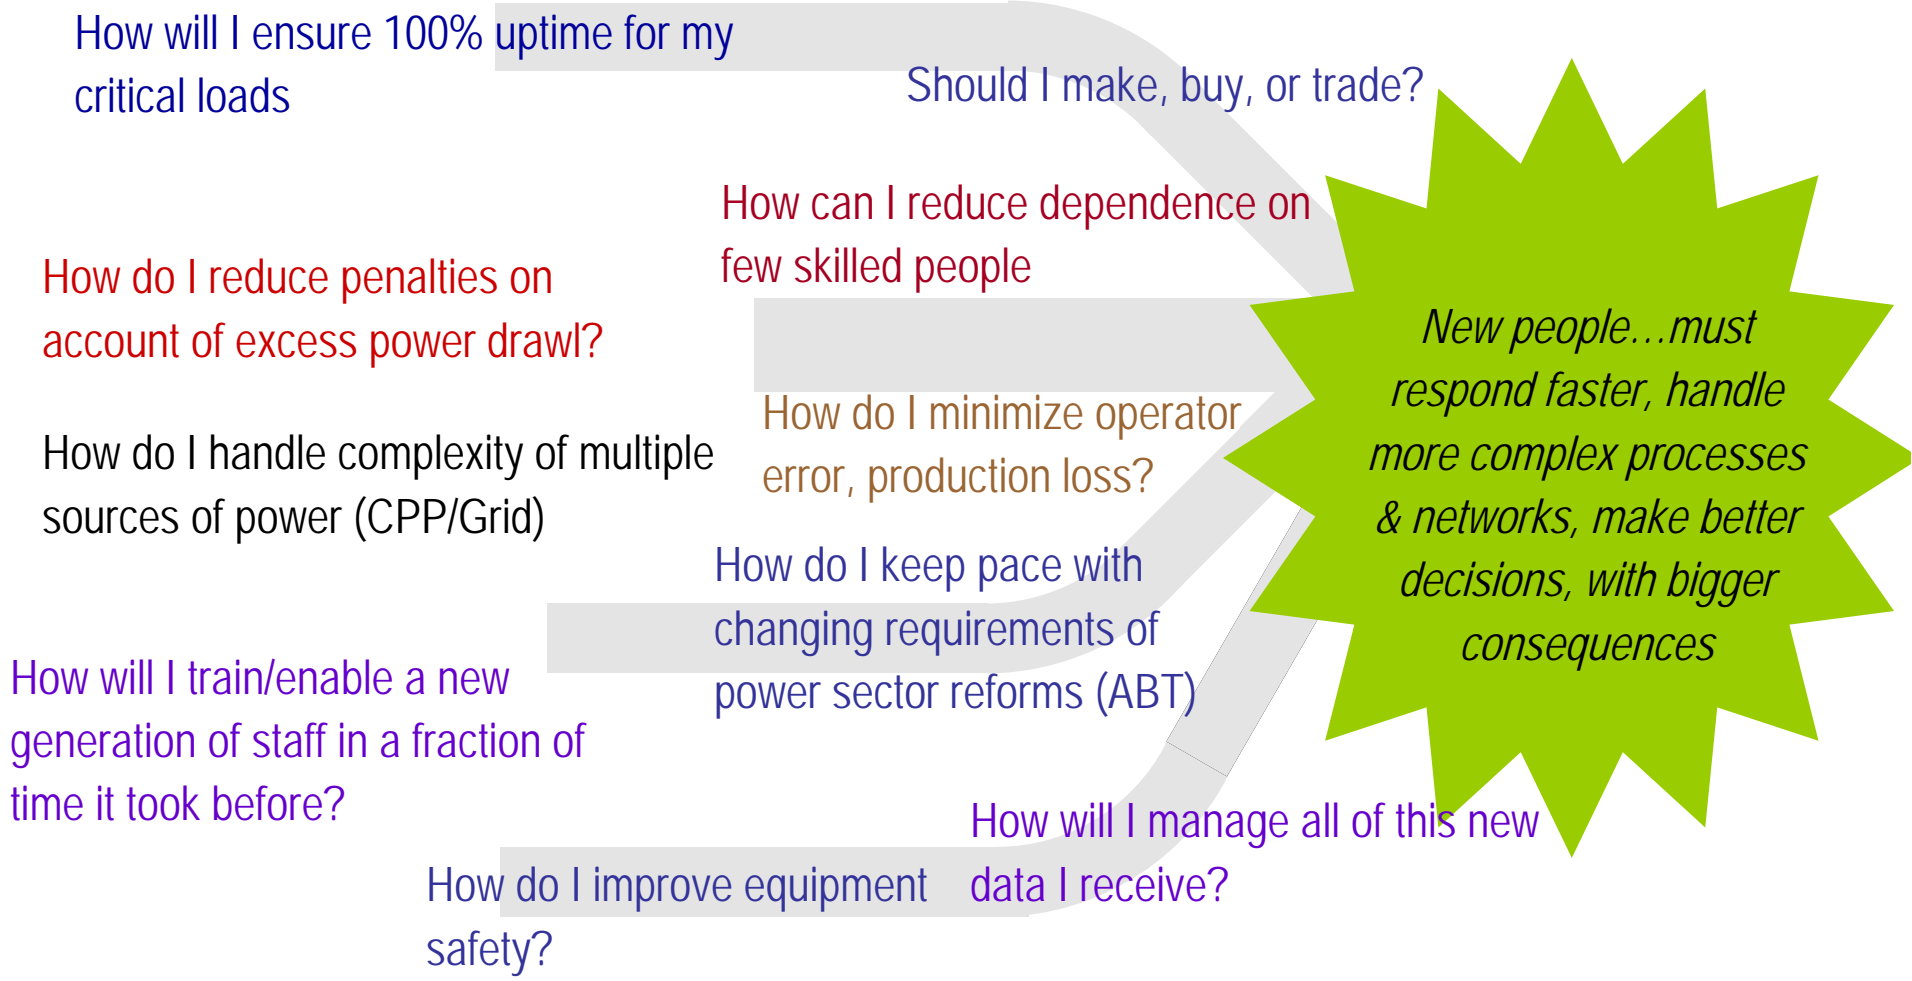 How will I ensure 100% uptime for my
critical loads
Should I make, buy, or trade?
How can I reduce dependence on
few skilled people
How do I reduce penalties on
account of excess power drawl?
How do I minimize operator
error, production loss?
How do I handle complexity of multiple
sources of power (CPP/Grid)
How do I keep pace with
changing requirements of
power sector reforms (ABT)
How will I train/enable a new
generation of staff in a fraction of
time it took before?
How will I manage all of this new
data I receive?
How do I improve equipment
safety?
New people…must
respond faster, handle
more complex processes
& networks, make better
decisions, with bigger
consequences